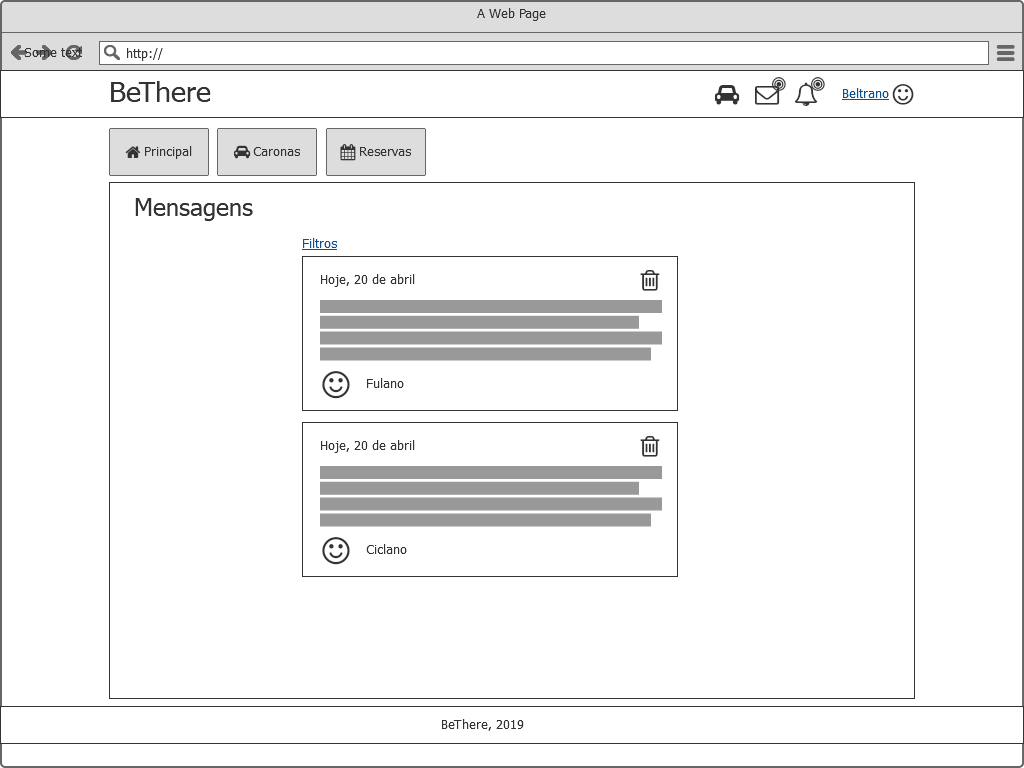 A Web Page
Some text
http://
BeThere
Beltrano
Principal
Caronas
Reservas
Mensagens
Filtros
Hoje, 20 de abril
Fulano
Hoje, 20 de abril
Ciclano
BeThere, 2019